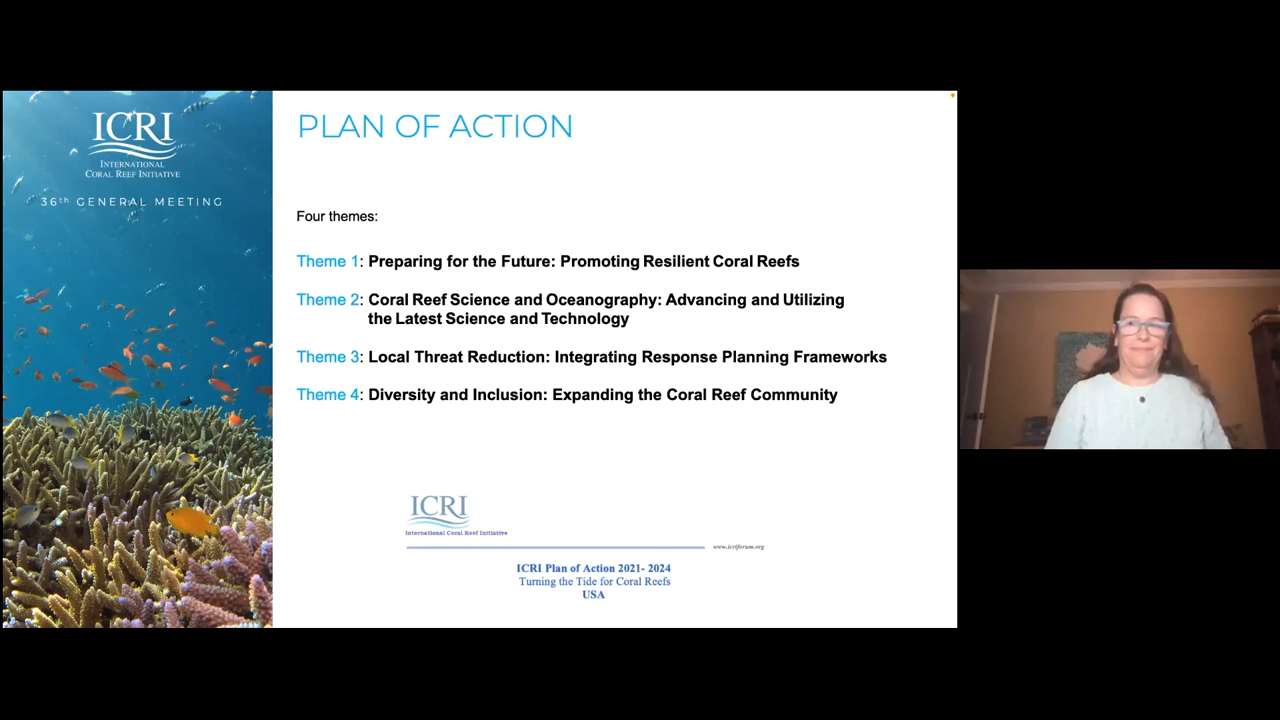 ICRI
INTERNATIONAL
CORAL REEF INITIATIVE
36th GENERAL MEETING
PLAN OF ACTION
Four themes:
Theme 1: Preparing for the Future: Promoting Resilient Coral Reefs
Theme 2: Coral Reef Science and Oceanography: Advancing and Utilizing
the Latest Science and Technology
Theme 3: Local Threat Reduction: Integrating Response Planning Frameworks
Theme 4: Diversity and Inclusion: Expanding the Coral Reef Community
ICRI
International Coral Reef Initiative
www.icriforum.org
ICRI Plan of Action 2021- 2024
Turning the Tide for Coral Reefs
USA